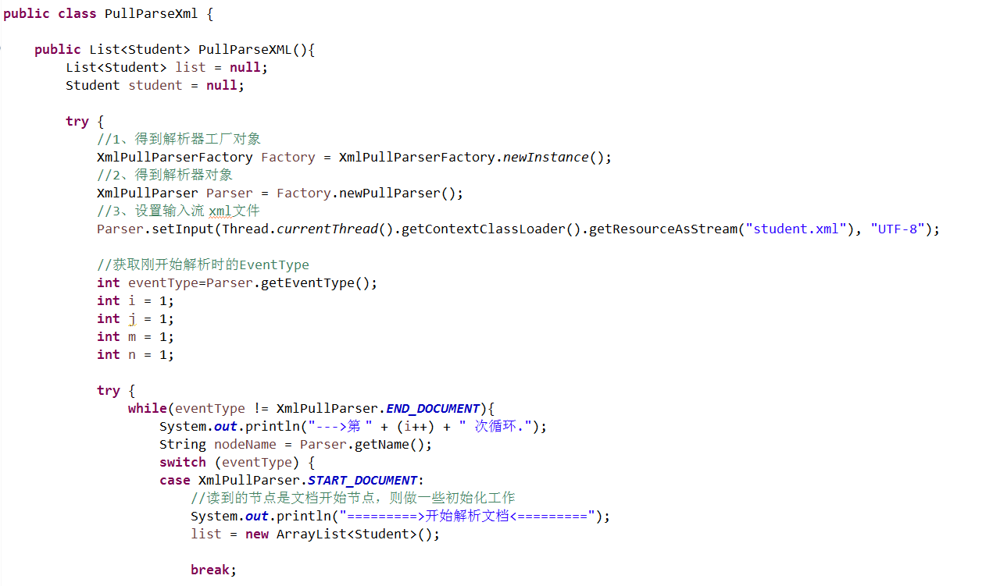 public class PullParseXml {
public List<Student> PullParseXML(){
List<Student> list = null;
Student student = null;
try {
//1、得到解析器工厂对象
XmlPullParserFactory Factory = XmlPullParserFactory.newInstance();
//2、得到解析器对象
XmlPullParser Parser = Factory.newPullParser();
//3、设置输入流 xml文件
Parser.setInput(Thread.currentThread().getContextClassLoader().getResourceAsStream("student.xml"), "UTF-8");
//获取刚开始解析时的EventType
int eventType=Parser.getEventType();
int i = 1;
int j = 1;
int m = 1;
int n = 1;
try {
while(eventType != XmlPullParser.END_DOCUMENT){
System.out.println("--->第 " + (i++) + " 次循环.");
String nodeName = Parser.getName();
switch (eventType) {
case XmlPullParser.START_DOCUMENT:
//读到的节点是文档开始节点，则做一些初始化工作
System.out.println("=========>开始解析文档<=========");
list = new ArrayList<Student>();
break;